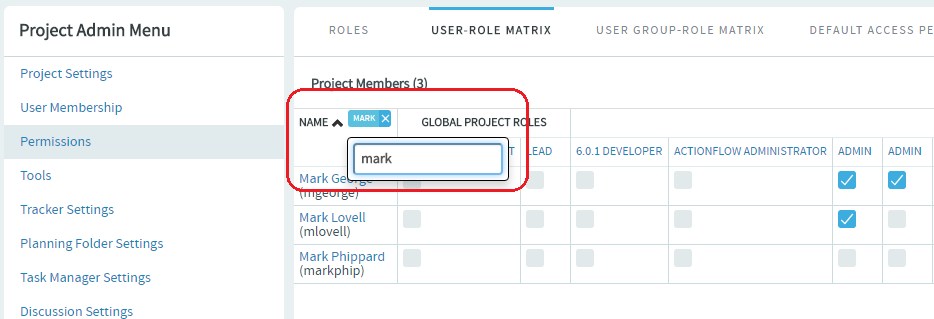 Project Admin Menu
Project Settings
User Membership
Permissions
Tools
Tracker Settings
Planning Folder Settings
Task Manager Settings
Discussion Settings
ROLES USER-ROLE MATRIX USER GROUP-ROLE MATRIX DEFAULT ACCESS PE
Project Members (3)
NAME MARK × GLOBAL PROJECT ROLES
mark
T LEAD 6.0.1 DEVELOPER ACTIONFLOW ADMINISTRATOR ADMIN ADMIN
Mark George
(mgeorge)
Mark Lovell
(mlovell)
Mark Phippard
(markphip)